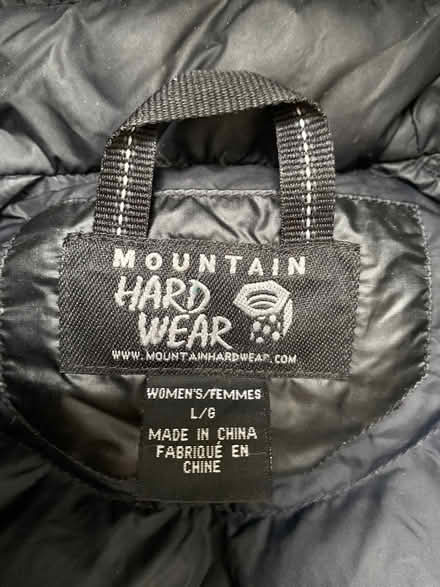 MOUNTAIN
HARD
WEAR
WWW.MOUNTAINHARDWEAR.COM
WOMEN'S/FEMMES
L/G
MADE IN CHINA
FABRIQUÉ EN
CHINE